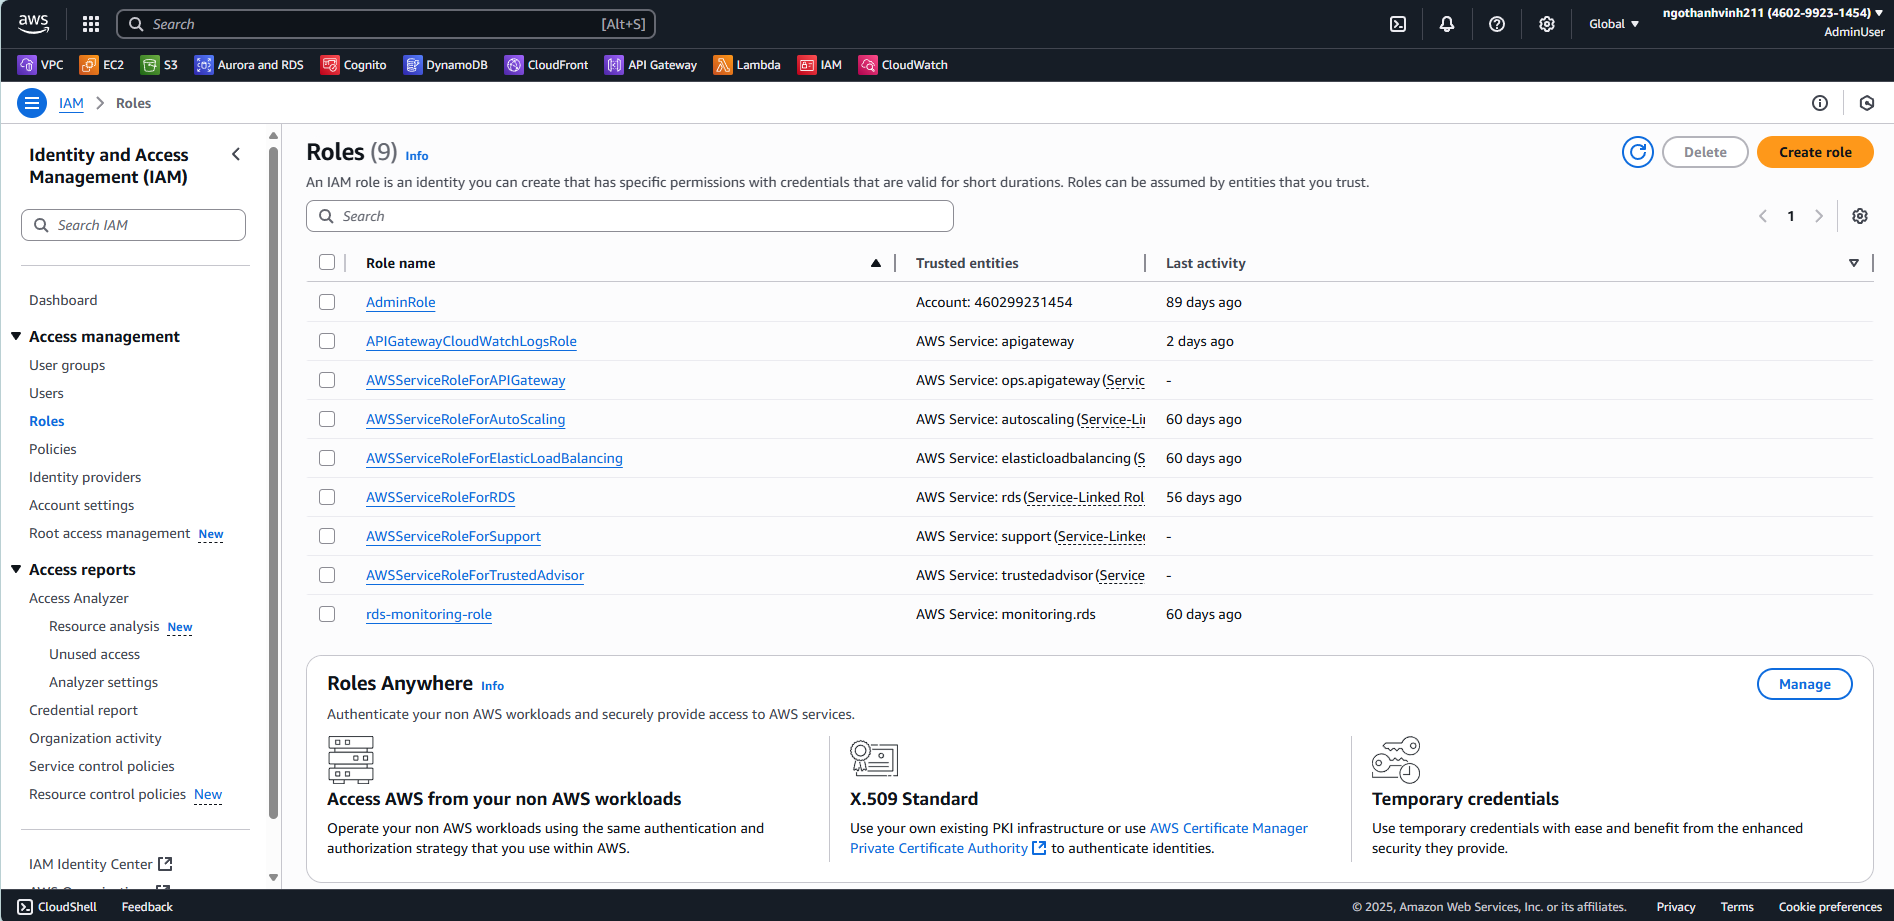 aws
Search [Alt+S]
Global
ngothanhvinh211 (4602-9923-1454)
AdminUser
VPC EC2 S3 Aurora and RDS Cognito DynamoDB CloudFront API Gateway Lambda IAM CloudWatch
IAM Roles
Identity and Access
Management (IAM)
Search IAM
Dashboard
Access management
User groups
Users
Roles
Policies
Identity providers
Account settings
Root access management New
Access reports
Access Analyzer
Resource analysis New
Unused access
Analyzer settings
Credential report
Organization activity
Service control policies
Resource control policies New
IAM Identity Center
Roles (9) Info
Delete
Create role
An IAM role is an identity you can create that has specific permissions with credentials that are valid for short durations. Roles can be assumed by entities that you trust.
Search
1
Role name Trusted entities Last activity
AdminRole Account: 460299231454 89 days ago
APIGatewayCloudWatchLogsRole AWS Service: apigateway 2 days ago
AWSServiceRoleForAPIGateway AWS Service: ops.apigateway (Servic -
AWSServiceRoleForAutoScaling AWS Service: autoscaling (Service-Li 60 days ago
AWSServiceRoleForElasticLoadBalancing AWS Service: elasticloadbalancing (S 60 days ago
AWSServiceRoleForRDS AWS Service: rds (Service-Linked Rol 56 days ago
AWSServiceRoleForSupport AWS Service: support (Service-Linke -
AWSServiceRoleForTrustedAdvisor AWS Service: trustedadvisor (Service -
rds-monitoring-role AWS Service: monitoring.rds 60 days ago
Roles Anywhere Info
Manage
Authenticate your non AWS workloads and securely provide access to AWS services.
Access AWS from your non AWS workloads
Operate your non AWS workloads using the same authentication and
authorization strategy that you use within AWS.
X.509 Standard
Use your own existing PKI infrastructure or use AWS Certificate Manager
Private Certificate Authority to authenticate identities.
Temporary credentials
Use temporary credentials with ease and benefit from the enhanced
security they provide.
CloudShell Feedback
© 2025, Amazon Web Services, Inc. or its affiliates. Privacy Terms Cookie preferences